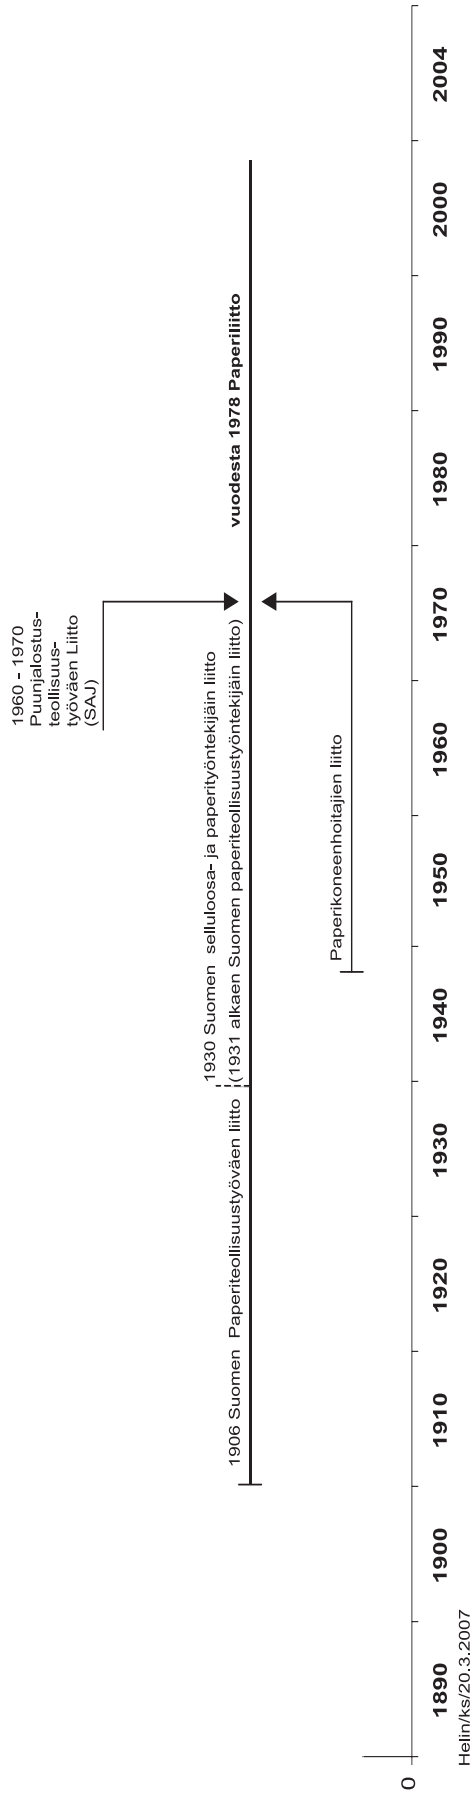 1960 - 1970
Puunjalostus-
teollisuus-
työväen Liitto
(SAJ)
1930 Suomen selluloosa- ja paperityöntekijäin liitto
1906 Suomen Paperiteollisuustyöväen liitto
(1931 alkaen Suomen paperiteollisuustyöntekijäin liitto)
vuodesta 1978 Paperiliitto
Paperikoneenhoitajien liitto
0
1890
1900
1910
1920
1930
1940
1950
1960
1970
1980
1990
2000
2004
Helin/ks/20.3.2007